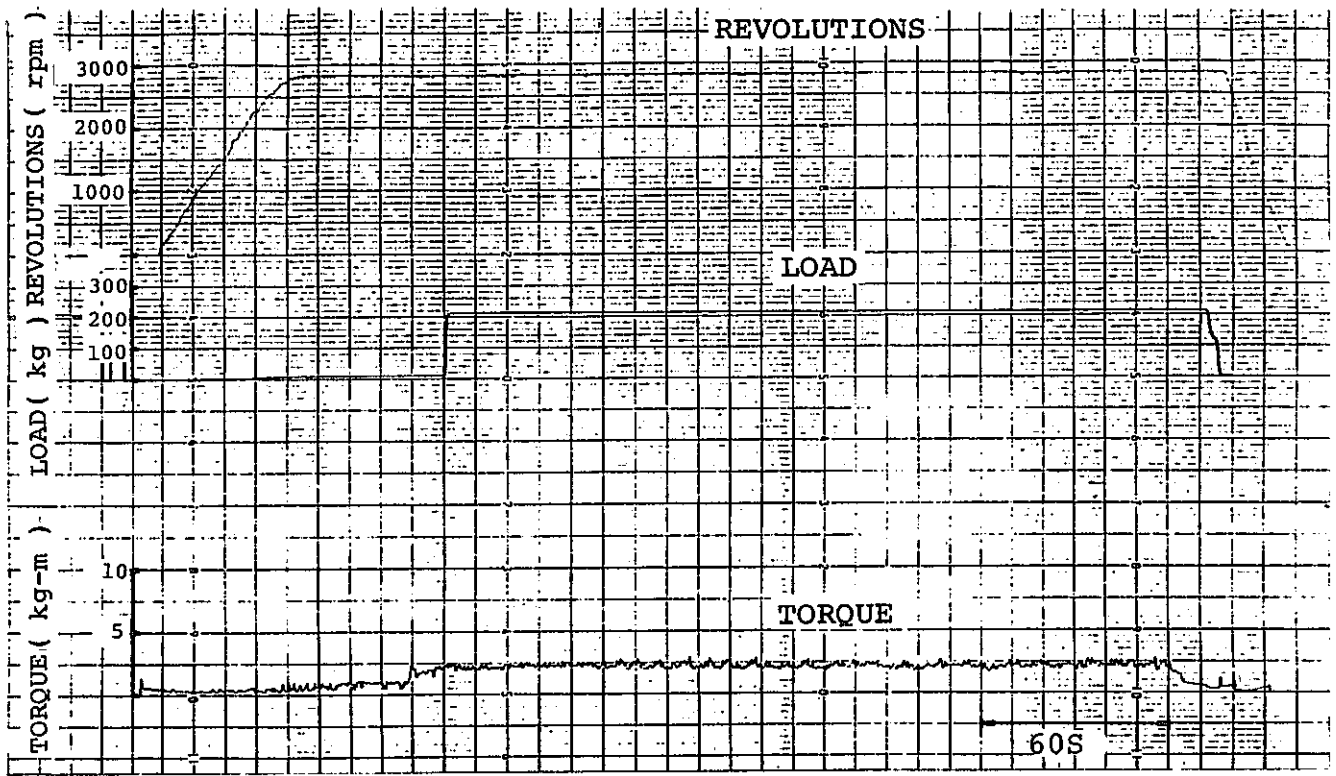 REVOLUTIONS
REVOLUTIONS ( rpm )
3000
2000
1000
LOAD
LOAD ( kg )
300
200
100
TORQUE
TORQUE ( kg-m )
10
5
60S